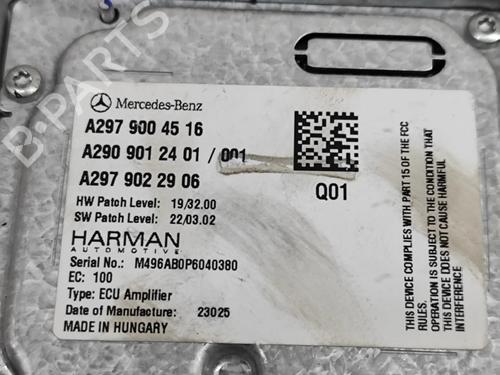 B-PARTS
Mercedes-Benz
A297 900 45 16
A290 901 24 01 / 001
A297 902 29 06
Q01
HW Patch Level: 19/32.00
SW Patch Level: 22/03.02
HARMAN
AUTOMOTIVE
Serial No.: M496AB0P6040380
EC: 100
Type: ECU Amplifier
Date of Manufacture: 23025
MADE IN HUNGARY
THIS DEVICE COMPLIES WITH PART 15 OF THE FCC
RULES. OPERATION IS SUBJECT TO THE CONDITION
THAT THIS DEVICE DOES NOT CAUSE HARMFUL
INTERFERENCE